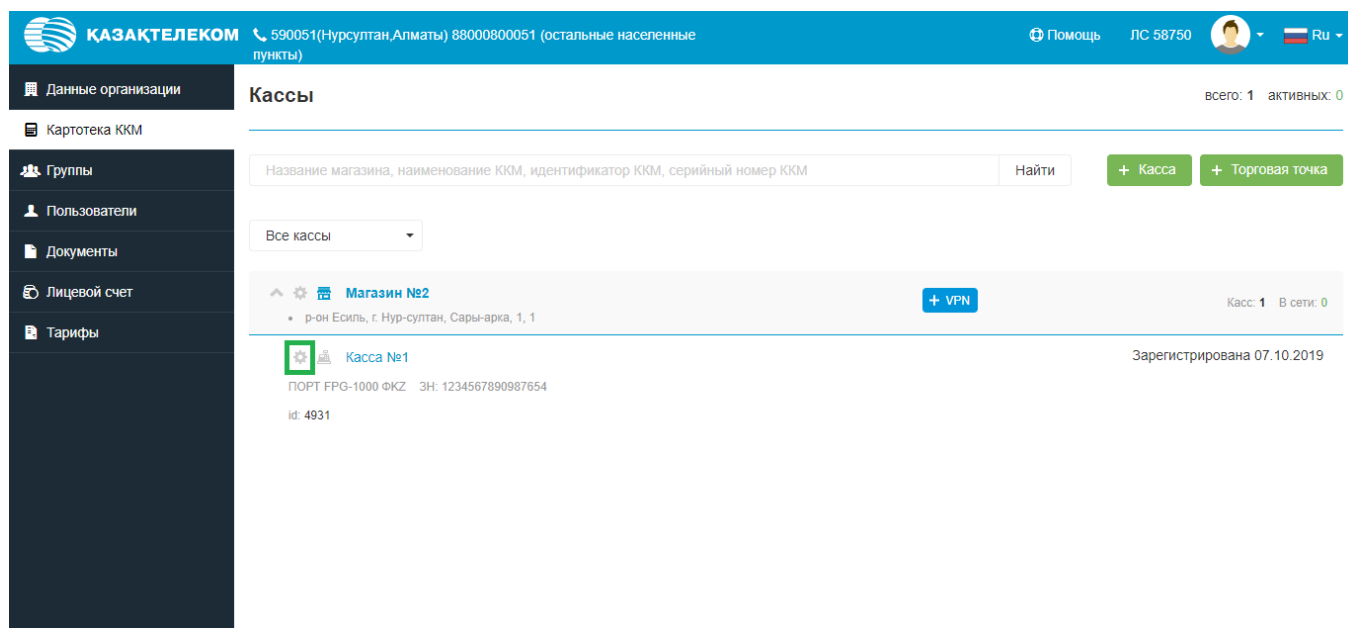 ҚАЗАҚТЕЛЕКОМ
590051(Нурсултан,Алматы) 88000800051 (остальные населенные
пункты)
Помощь
ЛС 58750
Ru
Данные организации
Картотека ККМ
Группы
Пользователи
Документы
Лицевой счет
Тарифы
Кассы
всего: 1 активных: 0
Название магазина, наименование ККМ, идентификатор ККМ, серийный номер ККМ
Найти
+ Касса
+ Торговая точка
Все кассы
Магазин №2
+ VPN
Касс: 1 В сети: 0
р-он Есиль, г. Нур-султан, Сары-арка, 1, 1
Касса №1
Зарегистрирована 07.10.2019
ПОРТ FPG-1000 ФKZ ЗН: 1234567890987654
id: 4931